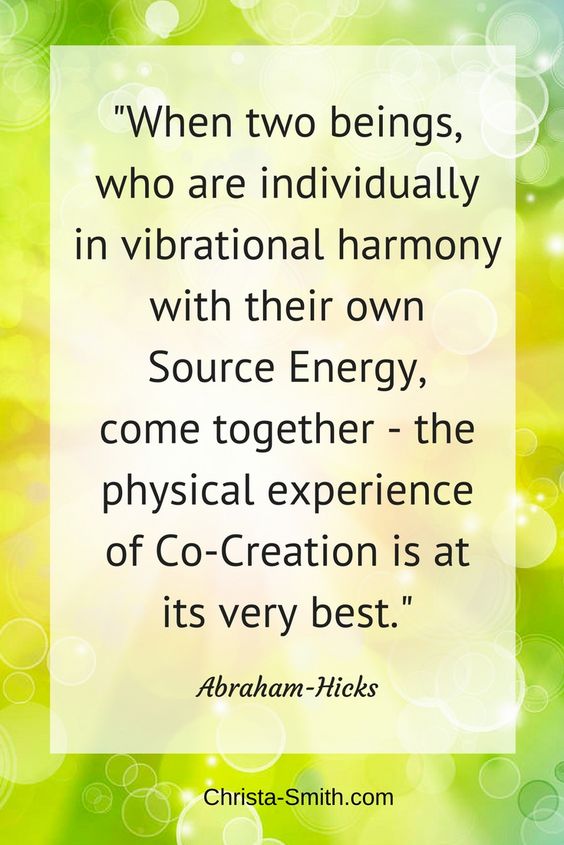 "When two beings,
who are individually
in vibrational harmony
with their own
Source Energy,
come together - the
physical experience
of Co-Creation is at
its very best."
Abraham-Hicks
Christa-Smith.com